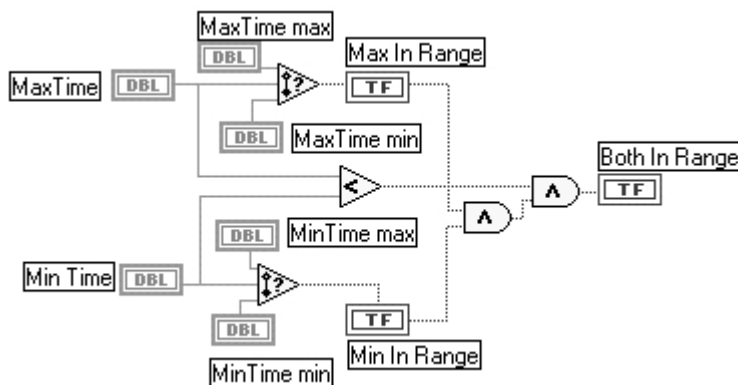 MaxTime max
DBL
Max In Range
MaxTime
DBL
?
TF
DBL
MaxTime min
Both In Range
<
Λ
TF
Λ
DBL
MinTime max
Min Time
DBL
?
DBL
TF
MinTime min
Min In Range